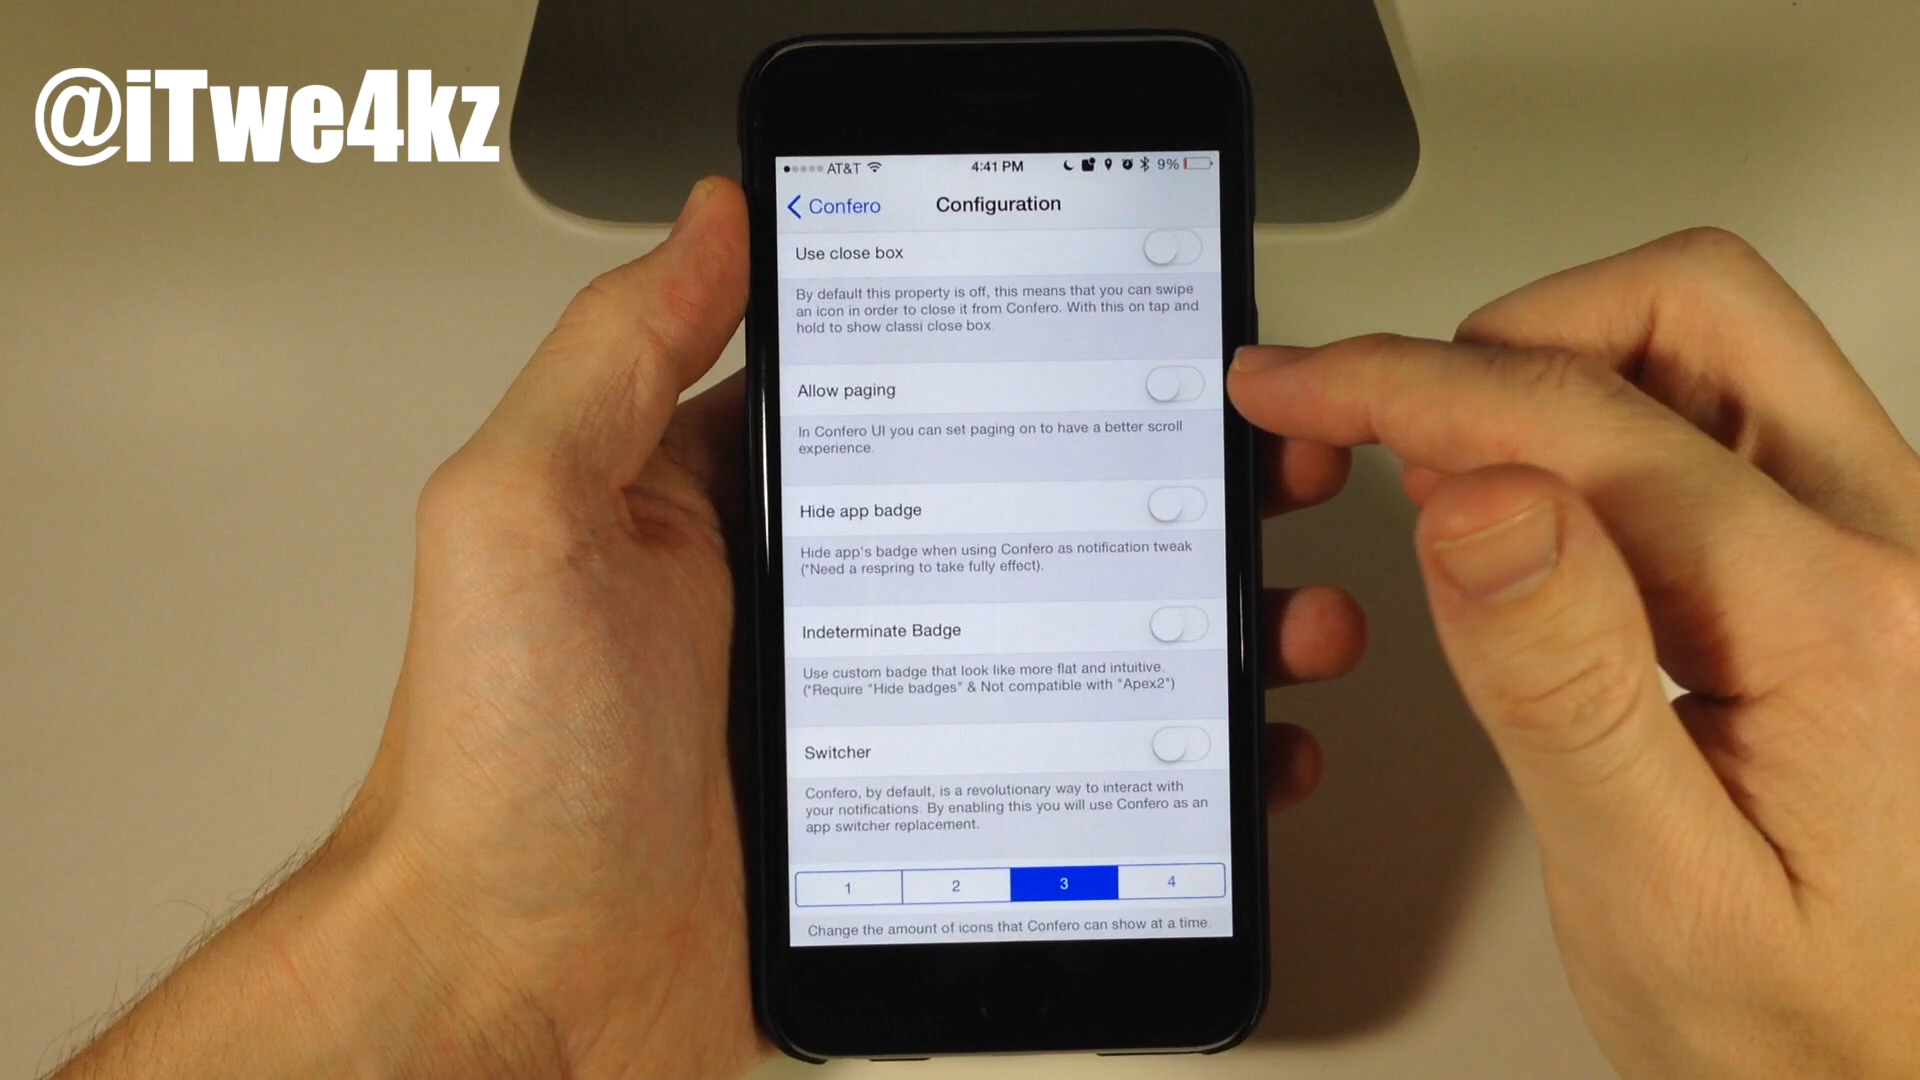 @iTwe4kz
AT&T 4:41 PM 9%
Confero Configuration
Use close box
By default this property is off, this means that you can swipe
an icon in order to close it from Confero. With this on tap and
hold to show classi close box.
Allow paging
In Confero UI you can set paging on to have a better scroll
experience.
Hide app badge
Hide app's badge when using Confero as notification tweak
(*Need a respring to take fully effect).
Indeterminate Badge
Use custom badge that look like more flat and intuitive.
(*Require "Hide badges" & Not compatible with "Apex2")
Switcher
Confero, by default, is a revolutionary way to interact with
your notifications. By enabling this you will use Confero as an
app switcher replacement.
1 2 3 4
Change the amount of icons that Confero can show at a time.